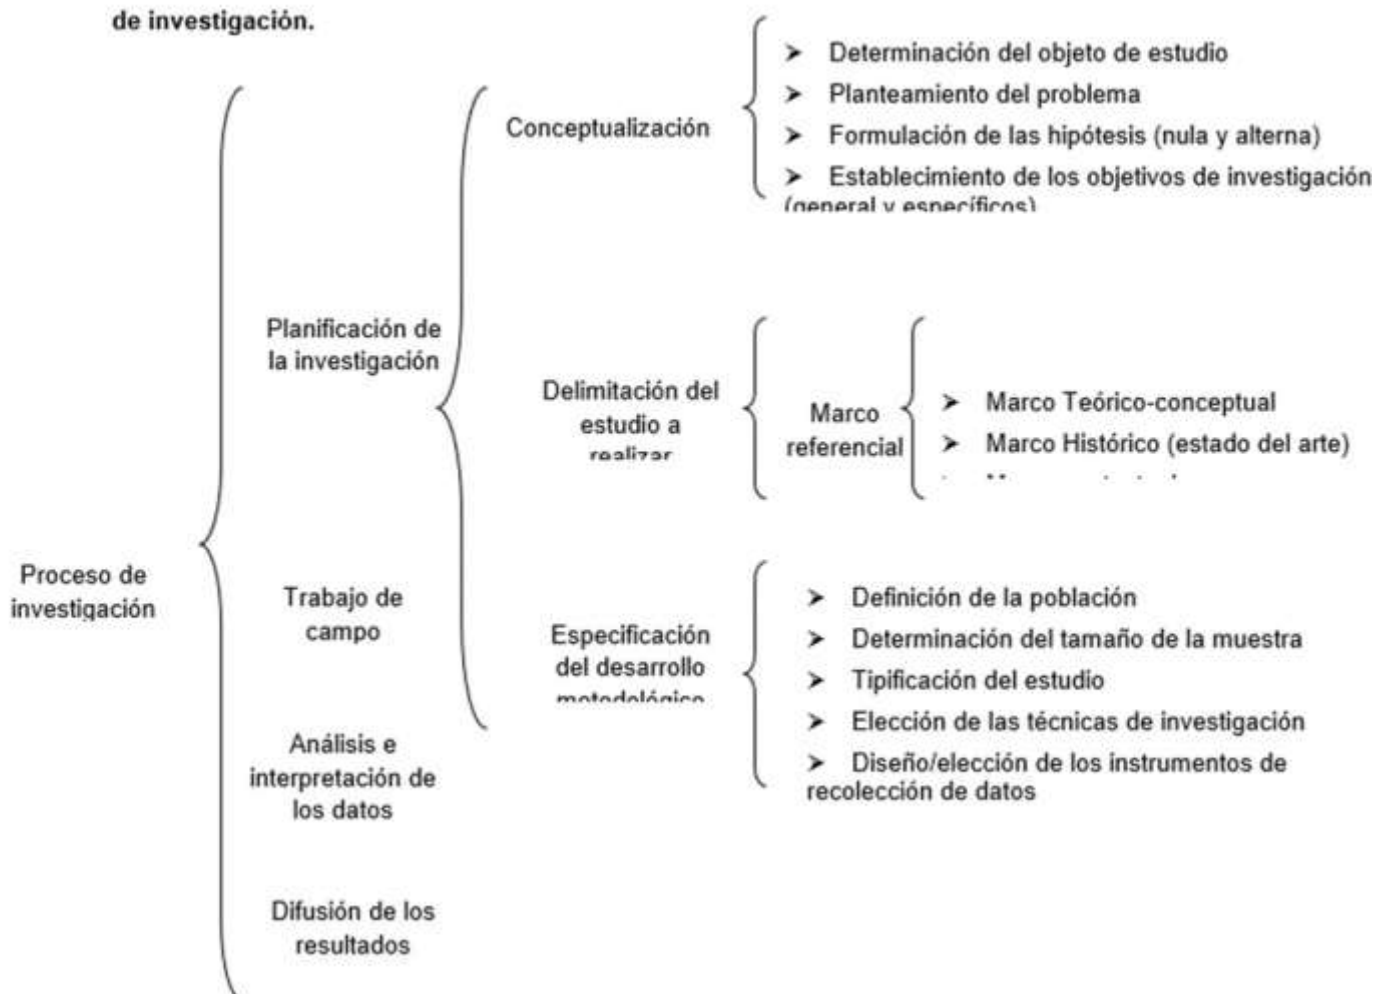 de investigación.
Conceptualización
➤ Determinación del objeto de estudio
➤ Planteamiento del problema
➤ Formulación de las hipótesis (nula y alterna)
➤ Establecimiento de los objetivos de investigación
(general y específicos)
Planificación de
la investigación
Delimitación del
estudio a
realizar
Marco
referencial
➤ Marco Teórico-conceptual
➤ Marco Histórico (estado del arte)
Proceso de
investigación
Trabajo de
campo
Especificación
del desarrollo
metodológico
➤ Definición de la población
➤ Determinación del tamaño de la muestra
➤ Tipificación del estudio
➤ Elección de las técnicas de investigación
➤ Diseño/elección de los instrumentos de
recolección de datos
Análisis e
interpretación de
los datos
Difusión de los
resultados